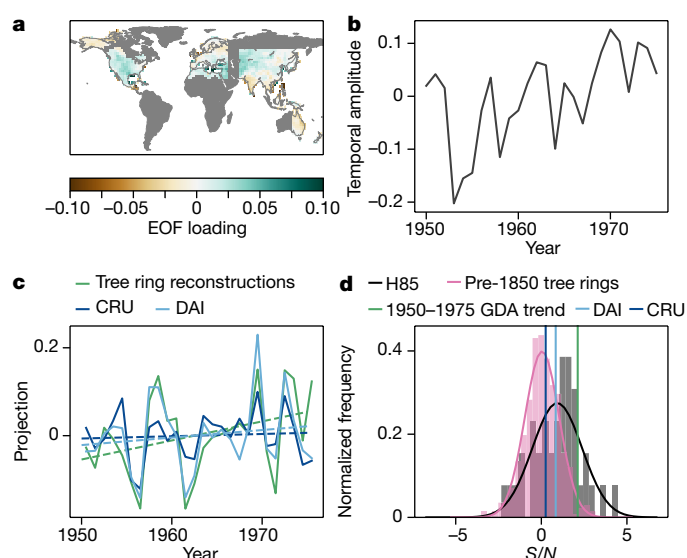 a
−0.10 −0.05 0 0.05 0.10
EOF loading
b
0.1
0
−0.1
−0.2
Temporal amplitude
1950 1960 1970
Year
c
Tree ring reconstructions
CRU DAI
0.2
0
Projection
1950 1960 1970
Year
d
H85 Pre-1850 tree rings
1950–1975 GDA trend DAI CRU
0.4
0.2
0
Normalized frequency
−5 0 5
S/N